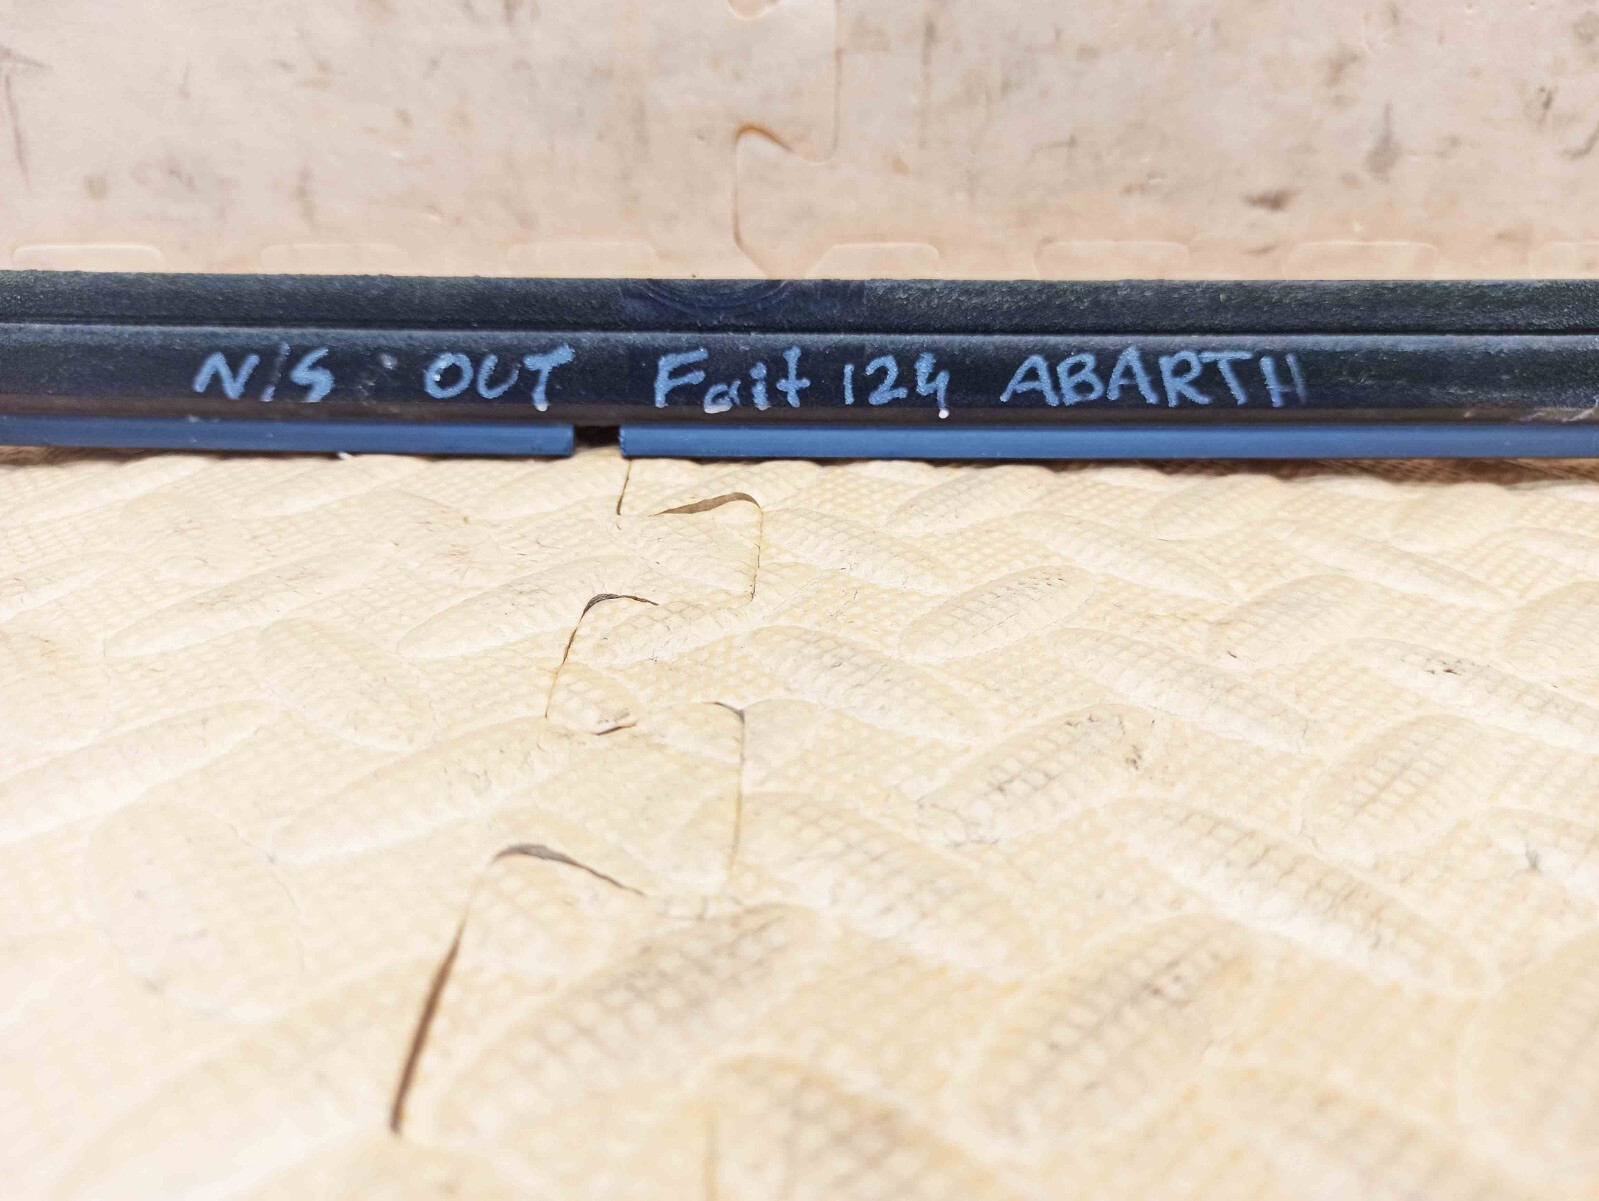 N/S OUT Fait 124 ABARTH